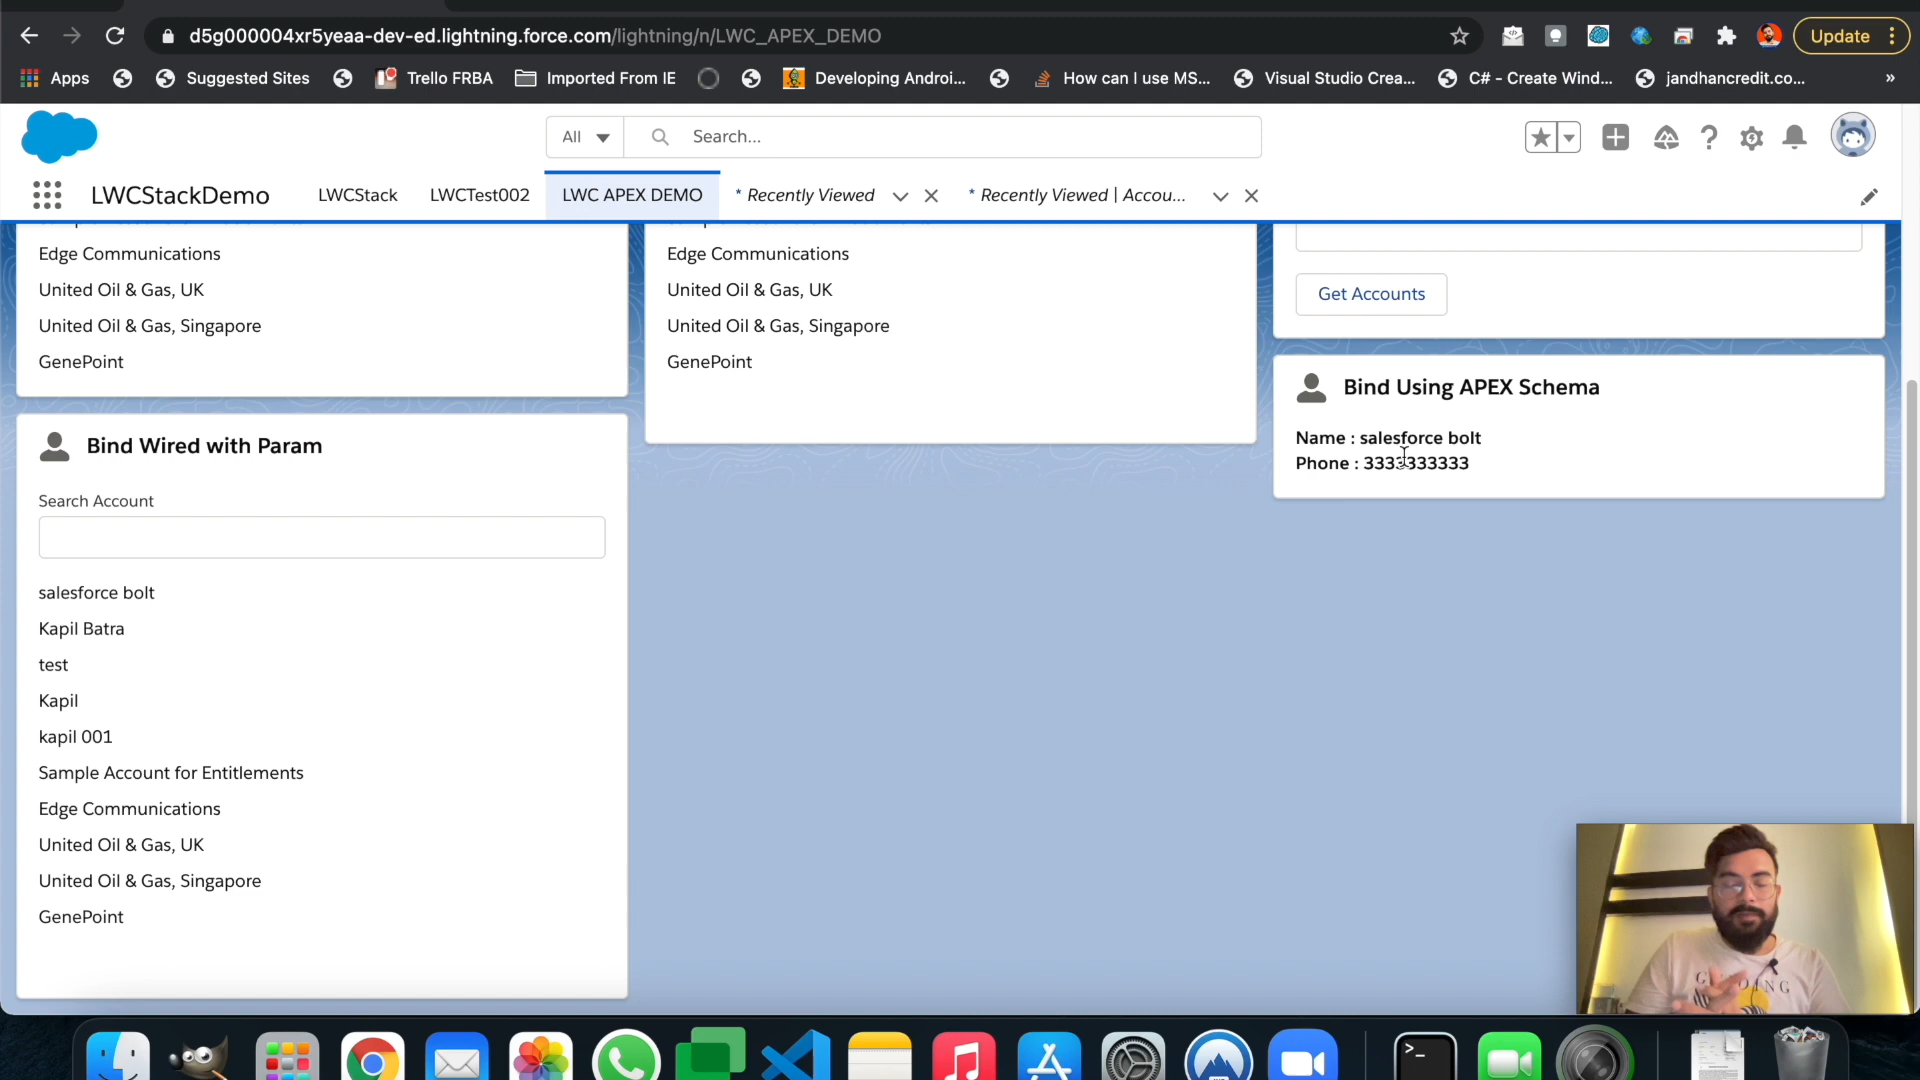 d5g000004xr5yeaa-dev-ed.lightning.force.com/lightning/n/LWC_APEX_DEMO
Update
Apps
Suggested Sites
Trello FRBA
Imported From IE
Developing Androi...
How can I use MS...
Visual Studio Crea...
C# - Create Wind...
jandhancredit.co...
»
All
Search...
LWCStackDemo
LWCStack
LWCTest002
LWC APEX DEMO
* Recently Viewed
* Recently Viewed | Accou...
Edge Communications
United Oil & Gas, UK
United Oil & Gas, Singapore
GenePoint
Edge Communications
United Oil & Gas, UK
United Oil & Gas, Singapore
GenePoint
Get Accounts
Bind Using APEX Schema
Name : salesforce bolt
Phone : 3333333333
Bind Wired with Param
Search Account
salesforce bolt
Kapil Batra
test
Kapil
kapil 001
Sample Account for Entitlements
Edge Communications
United Oil & Gas, UK
United Oil & Gas, Singapore
GenePoint